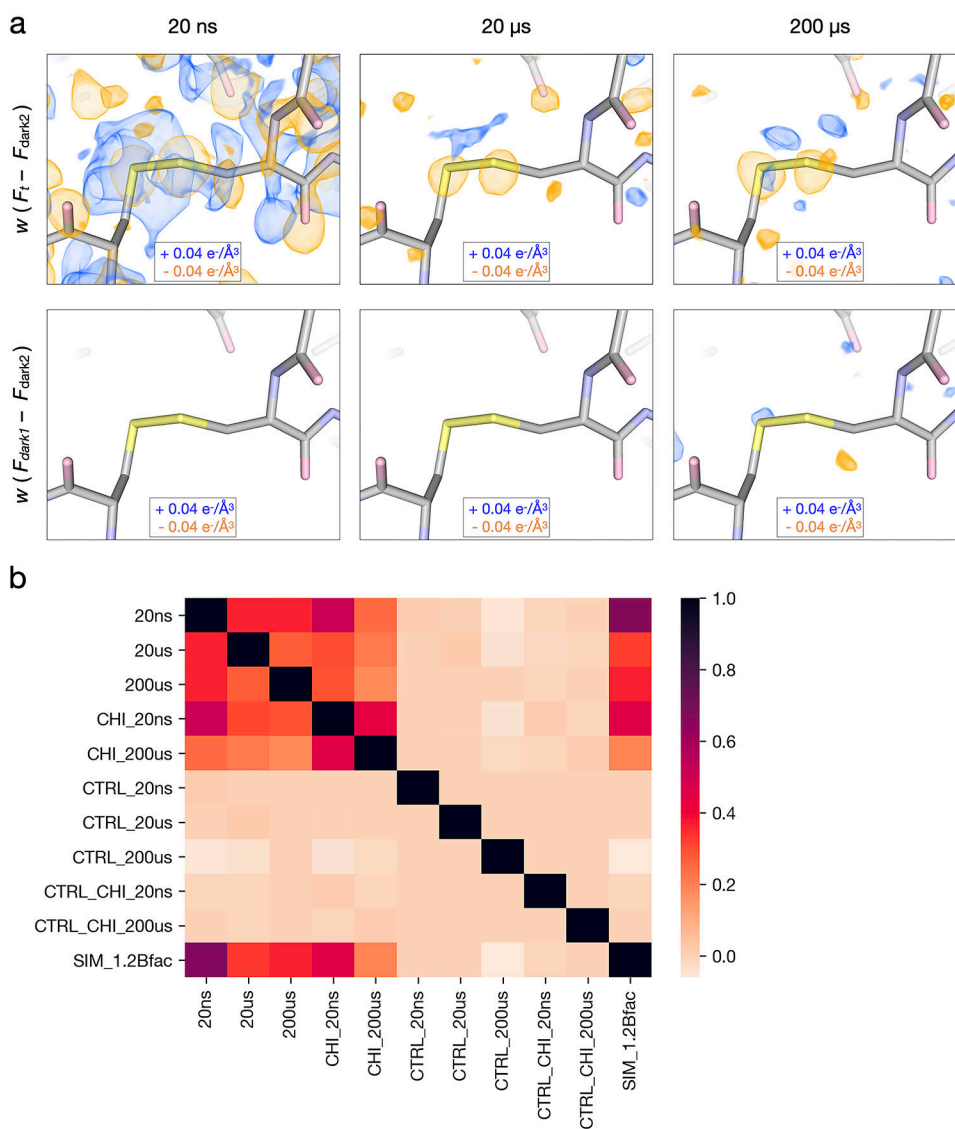 a
20 ns
20 µs
200 µs
w (Ft − Fdark2)
+ 0.04 e-/Å³
- 0.04 e-/Å³
+ 0.04 e-/Å³
- 0.04 e-/Å³
+ 0.04 e-/Å³
- 0.04 e-/Å³
w (Fdark1 − Fdark2)
+ 0.04 e-/Å³
- 0.04 e-/Å³
+ 0.04 e-/Å³
- 0.04 e-/Å³
+ 0.04 e-/Å³
- 0.04 e-/Å³
b
20ns
20us
200us
CHI_20ns
CHI_200us
CTRL_20ns
CTRL_20us
CTRL_200us
CTRL_CHI_20ns
CTRL_CHI_200us
SIM_1.2Bfac
20ns
20us
200us
CHI_20ns
CHI_200us
CTRL_20ns
CTRL_20us
CTRL_200us
CTRL_CHI_20ns
CTRL_CHI_200us
SIM_1.2Bfac
1.0
0.8
0.6
0.4
0.2
0.0